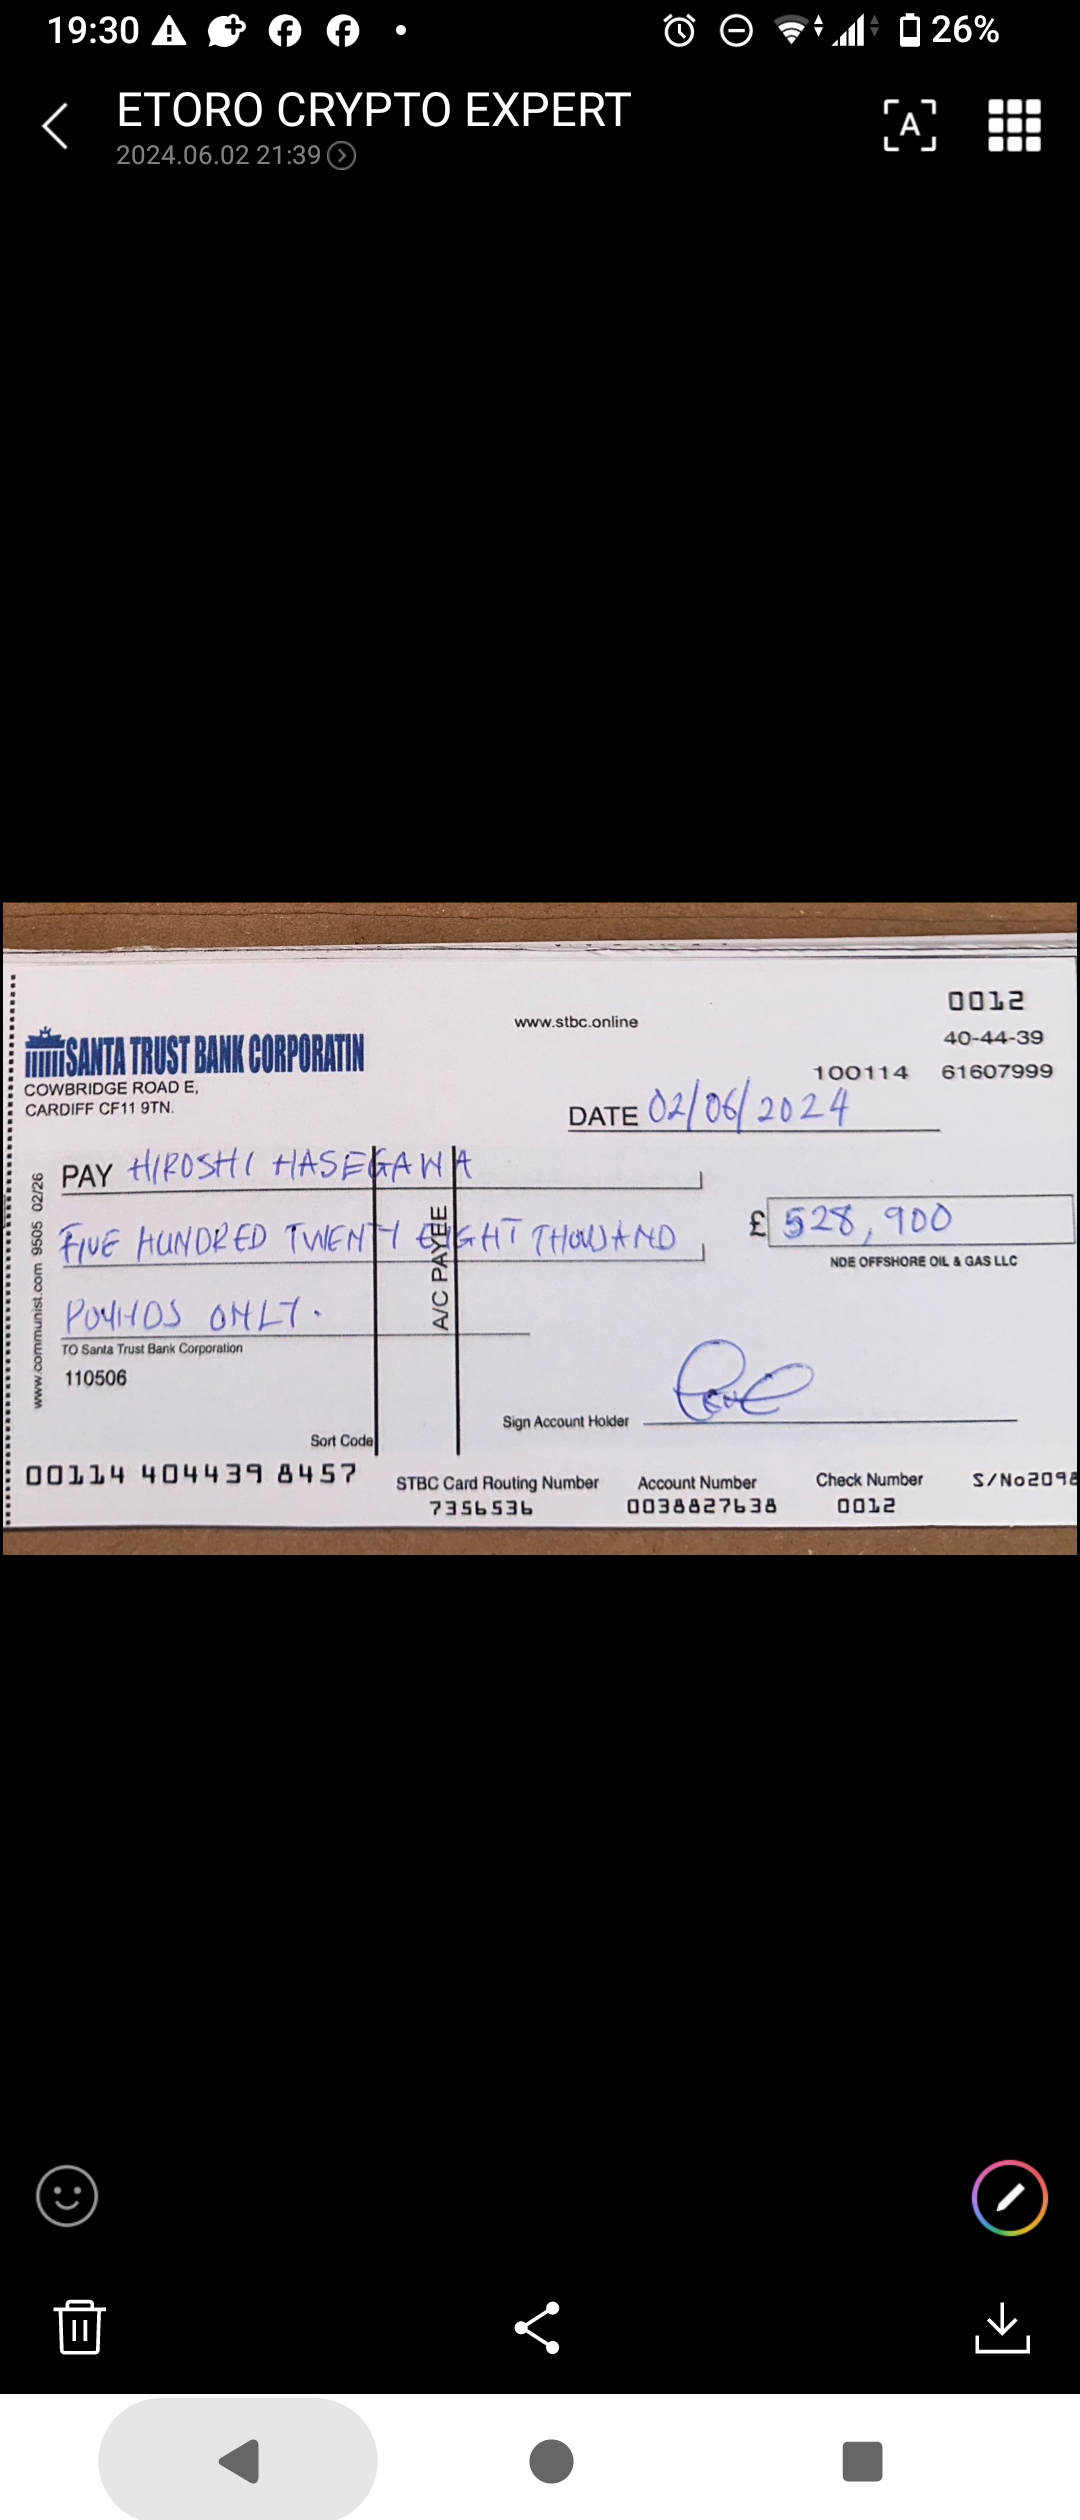 19:30
26%
ETORO CRYPTO EXPERT
2024.06.02 21:39
A
0012
www.stbc.online
40-44-39
SANTA TRUST BANK CORPORATIN
100114 61607999
COWBRIDGE ROAD E,
CARDIFF CF11 9TN.
DATE 02/06/2024
PAY HIROSHI HASEGAWA
FIVE HUNDRED TWENTY EIGHT THOUSAND
£ 528,900
NDE OFFSHORE OIL & GAS LLC
A/C PAYEE
POUNDS ONLY.
www.communist.com 9505 02/26
TO Santa Trust Bank Corporation
110506
Sign Account Holder
Sort Code
00114 404439 8457
STBC Card Routing Number
7356536
Account Number
0038827638
Check Number
0012
S/No2098